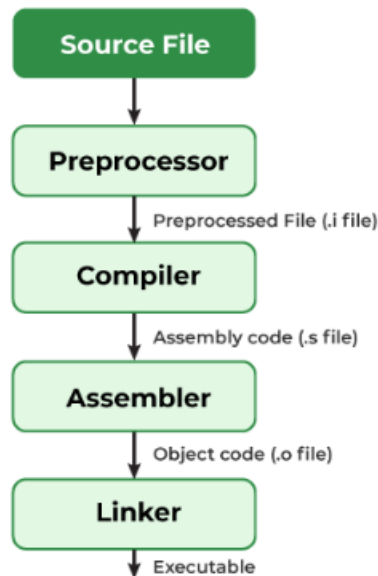 Source File
Preprocessor
Preprocessed File (.i file)
Compiler
Assembly code (.s file)
Assembler
Object code (.o file)
Linker
Executable